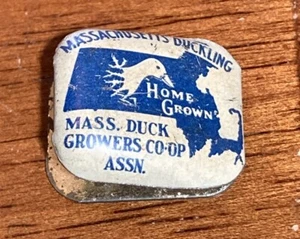 MASSACHUSETTS DUCKLING
HOME
GROWN
MASS. DUCK
GROWERS CO-OP
ASSN.